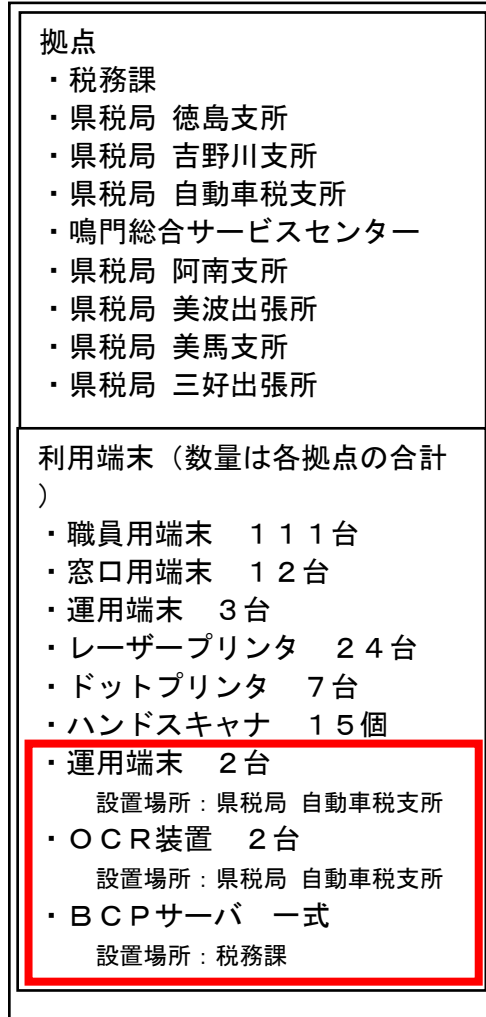 拠点
・税務課
・県税局 徳島支所
・県税局 吉野川支所
・県税局 自動車税支所
・鳴門総合サービスセンター
・県税局 阿南支所
・県税局 美波出張所
・県税局 美馬支所
・県税局 三好出張所
利用端末（数量は各拠点の合計
）
・職員用端末　１１１台
・窓口用端末　１２台
・運用端末　３台
・レーザープリンタ　２４台
・ドットプリンタ　７台
・ハンドスキャナ　１５個
・運用端末　２台
設置場所：県税局 自動車税支所
・ＯＣＲ装置　２台
設置場所：県税局 自動車税支所
・ＢＣＰサーバ　一式
設置場所：税務課